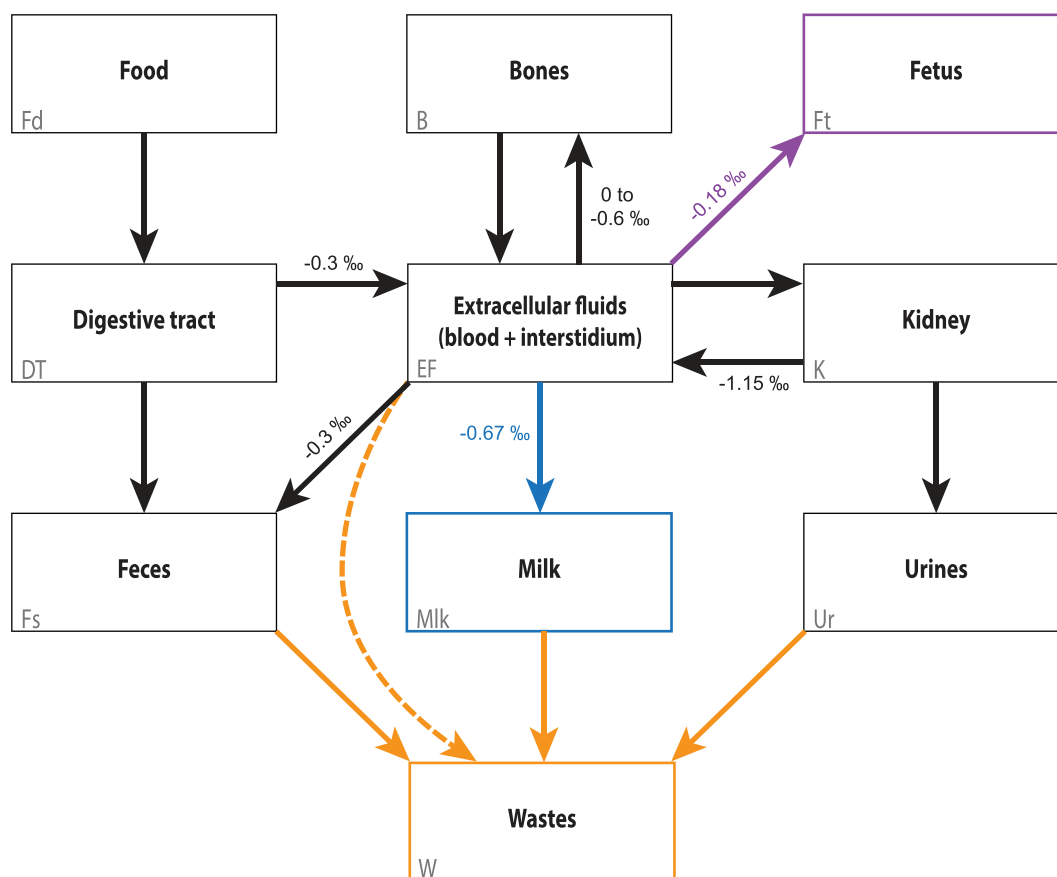 Food
Fd
Bones
B
Fetus
Ft
0 to
-0.6 ‰
-0.18 ‰
-0.3 ‰
Digestive tract
DT
Extracellular fluids
(blood + interstidium)
EF
Kidney
K
-1.15 ‰
-0.3 ‰
-0.67 ‰
Feces
Fs
Milk
Mlk
Urines
Ur
Wastes
W